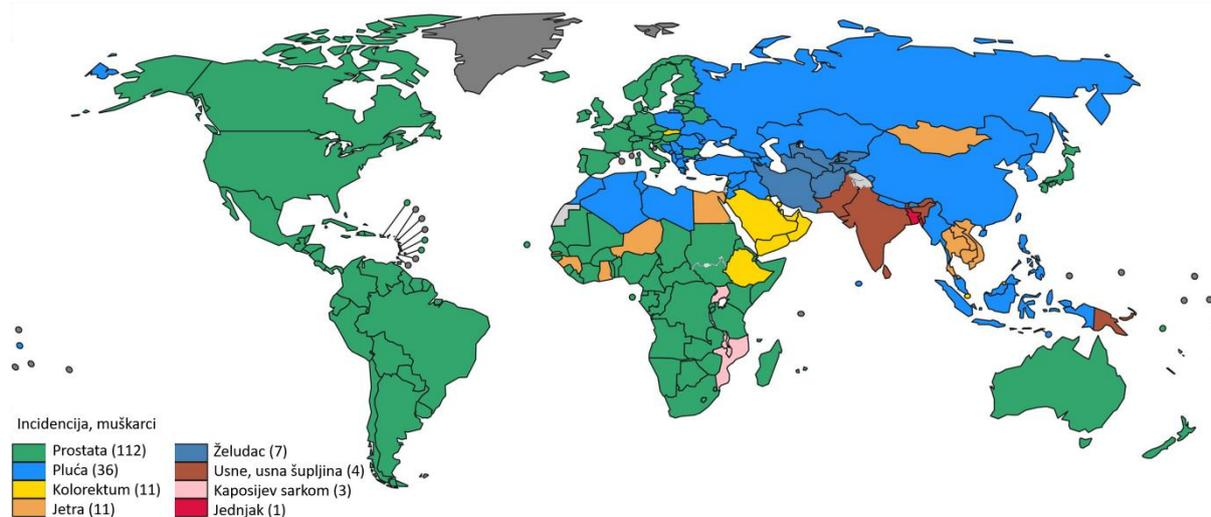 Incidencija, muškarci
Prostata (112)
Pluća (36)
Kolorektum (11)
Jetra (11)
Želudac (7)
Usne, usna šupljina (4)
Kaposijev sarkom (3)
Jednjak (1)